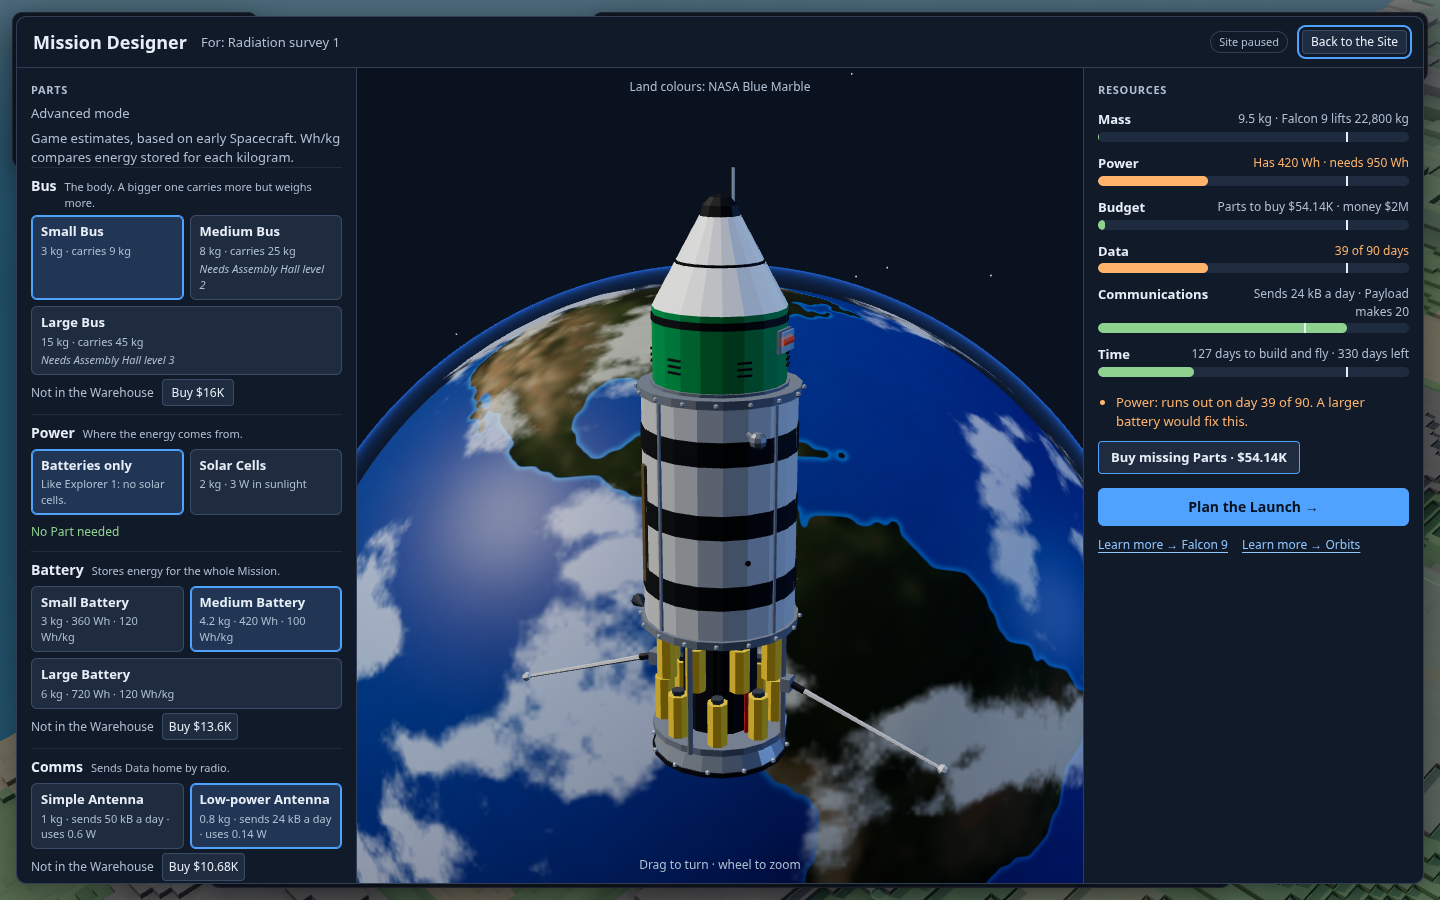 Mission Designer
For: Radiation survey 1
Site paused
Back to the Site
PARTS
Advanced mode
Game estimates, based on early Spacecraft. Wh/kg
compares energy stored for each kilogram.
Bus The body. A bigger one carries more but weighs
more.
Small Bus
3 kg · carries 9 kg
Medium Bus
8 kg · carries 25 kg
Needs Assembly Hall level
2
Large Bus
15 kg · carries 45 kg
Needs Assembly Hall level 3
Not in the Warehouse
Buy $16K
Power Where the energy comes from.
Batteries only
Like Explorer 1: no solar
cells.
Solar Cells
2 kg · 3 W in sunlight
No Part needed
Battery Stores energy for the whole Mission.
Small Battery
3 kg · 360 Wh · 120
Wh/kg
Medium Battery
4.2 kg · 420 Wh · 100
Wh/kg
Large Battery
6 kg · 720 Wh · 120 Wh/kg
Not in the Warehouse
Buy $13.6K
Comms Sends Data home by radio.
Simple Antenna
1 kg · sends 50 kB a day ·
uses 0.6 W
Low-power Antenna
0.8 kg · sends 24 kB a day
· uses 0.14 W
Not in the Warehouse
Buy $10.68K
Land colours: NASA Blue Marble
Drag to turn · wheel to zoom
RESOURCES
Mass 9.5 kg · Falcon 9 lifts 22,800 kg
Power Has 420 Wh · needs 950 Wh
Budget Parts to buy $54.14K · money $2M
Data 39 of 90 days
Communications Sends 24 kB a day · Payload
makes 20
Time 127 days to build and fly · 330 days left
• Power: runs out on day 39 of 90. A larger
battery would fix this.
Buy missing Parts · $54.14K
Plan the Launch →
Learn more → Falcon 9
Learn more → Orbits